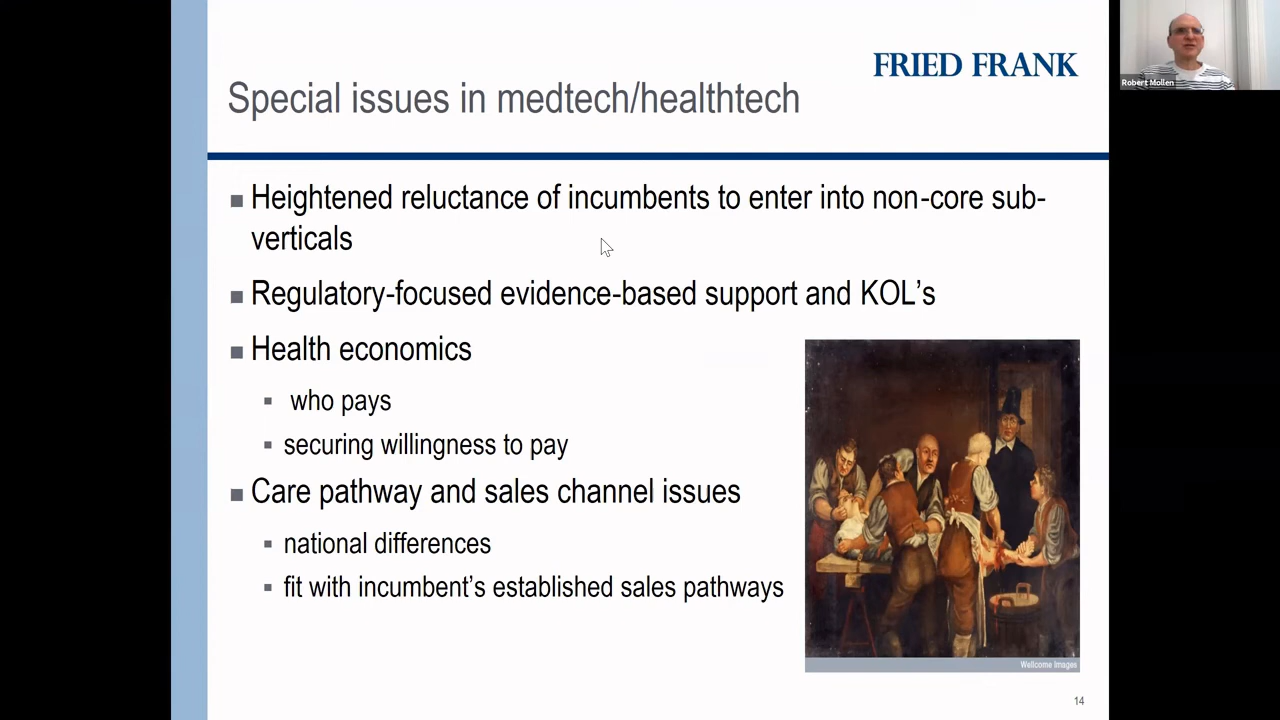 FRIED FRANK
Special issues in medtech/healthtech
Heightened reluctance of incumbents to enter into non-core sub-
verticals
Regulatory-focused evidence-based support and KOL's
Health economics
who pays
securing willingness to pay
Care pathway and sales channel issues
national differences
fit with incumbent's established sales pathways
Wellcome Images
14
Robert Mollen